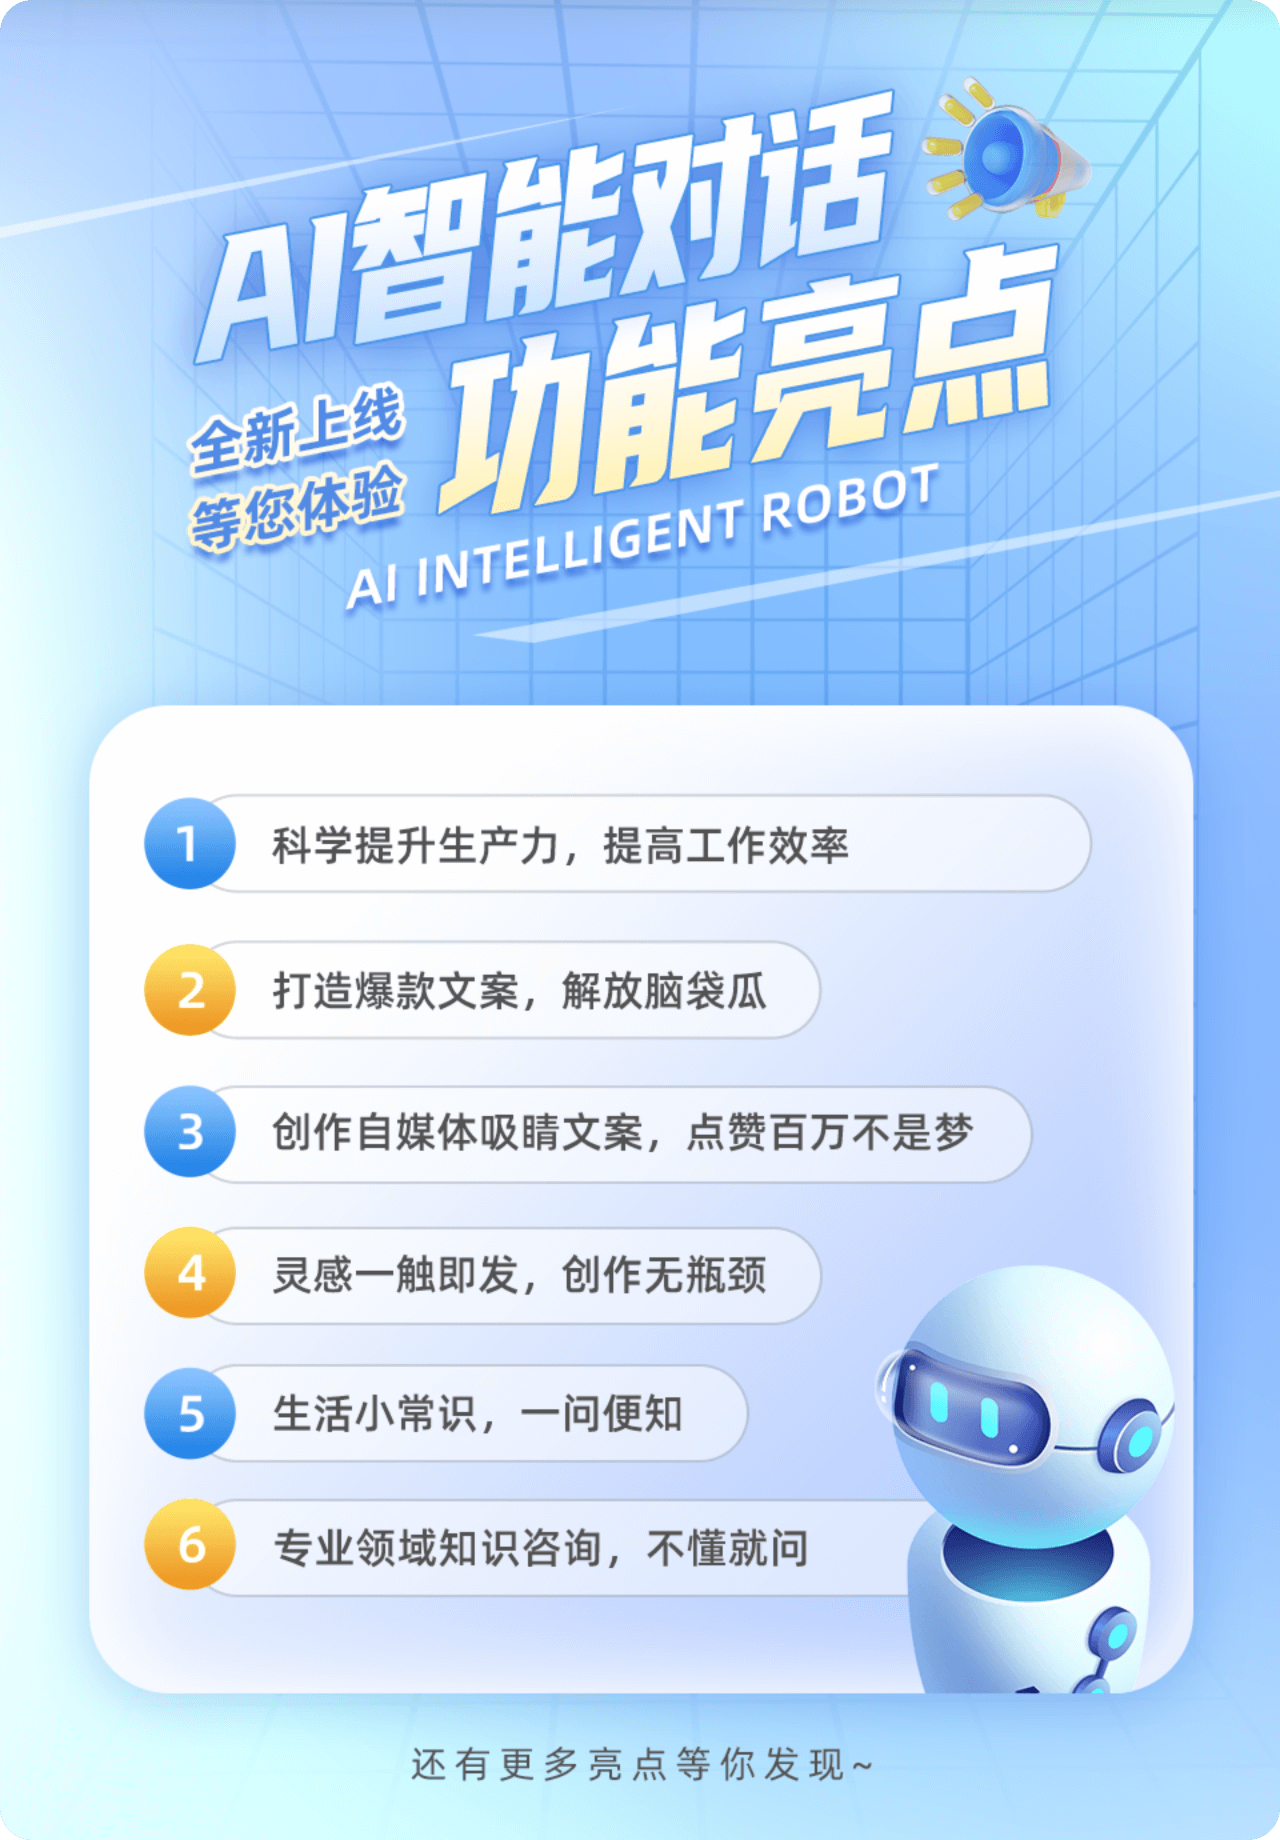 AI智能对话
功能亮点
全新上线
等您体验
AI INTELLIGENT ROBOT
1 科学提升生产力，提高工作效率
2 打造爆款文案，解放脑袋瓜
3 创作自媒体吸睛文案，点赞百万不是梦
4 灵感一触即发，创作无瓶颈
5 生活小常识，一问便知
6 专业领域知识咨询，不懂就问
还有更多亮点等你发现~